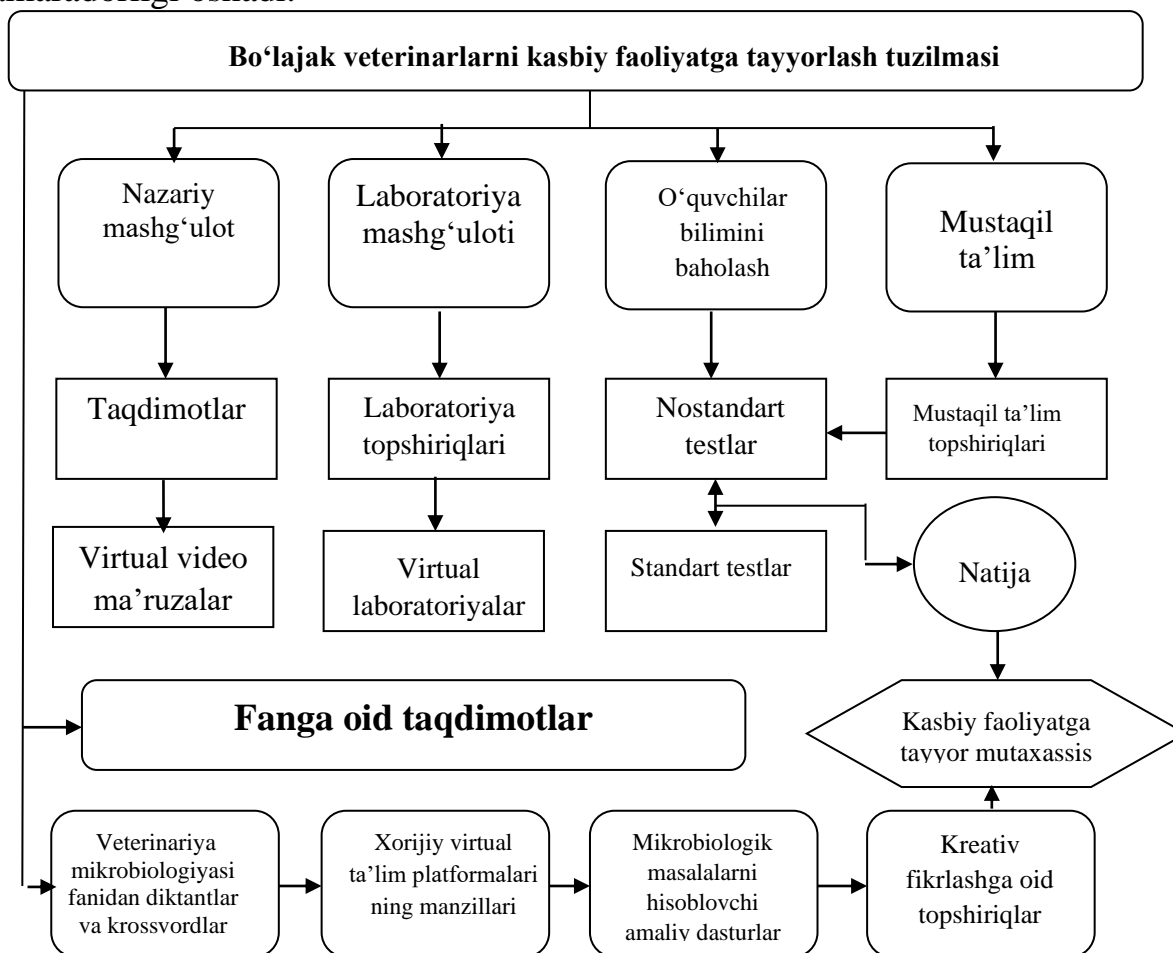 Bo‘lajak veterinarlarni kasbiy faoliyatga tayyorlash tuzilmasi
Nazariy
mashg‘ulot
Laboratoriya
mashg‘uloti
O‘quvchilar
bilimini
baholash
Mustaqil
ta’lim
Taqdimotlar
Laboratoriya
topshiriqlari
Nostandart
testlar
Mustaqil ta’lim
topshiriqlari
Virtual video
ma’ruzalar
Virtual
laboratoriyalar
Standart testlar
Natija
Fanga oid taqdimotlar
Kasbiy faoliyatga
tayyor mutaxassis
Veterinariya
mikrobiologiyasi
fanidan diktantlar
va krossvordlar
Xorijiy virtual
ta’lim platformalari
ning manzillari
Mikrobiologik
masalalarni
hisoblovchi
amaliy dasturlar
Kreativ
fikrlashga oid
topshiriqlar